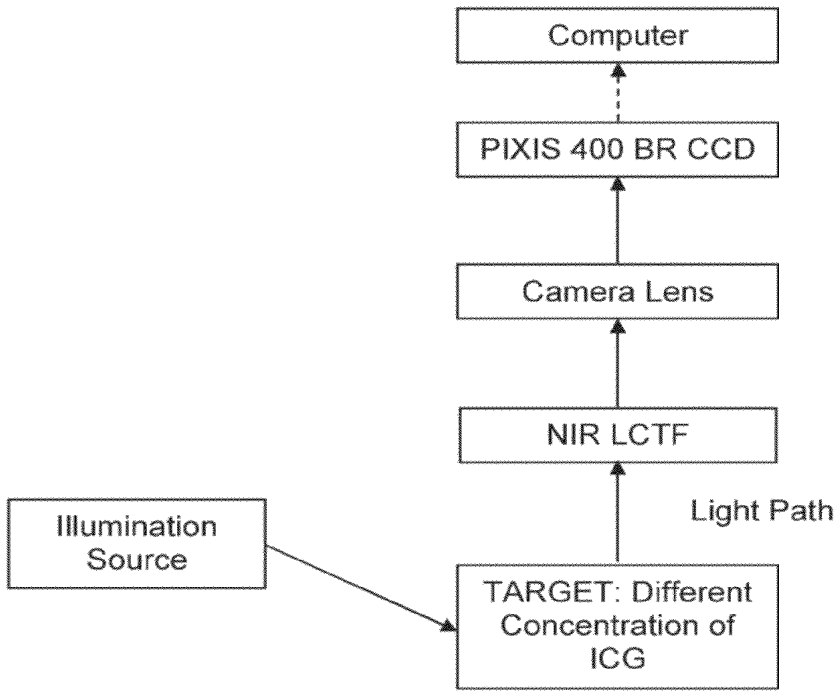 Computer
PIXIS 400 BR CCD
Camera Lens
NIR LCTF
Light Path
Illumination
Source
TARGET: Different
Concentration of
ICG